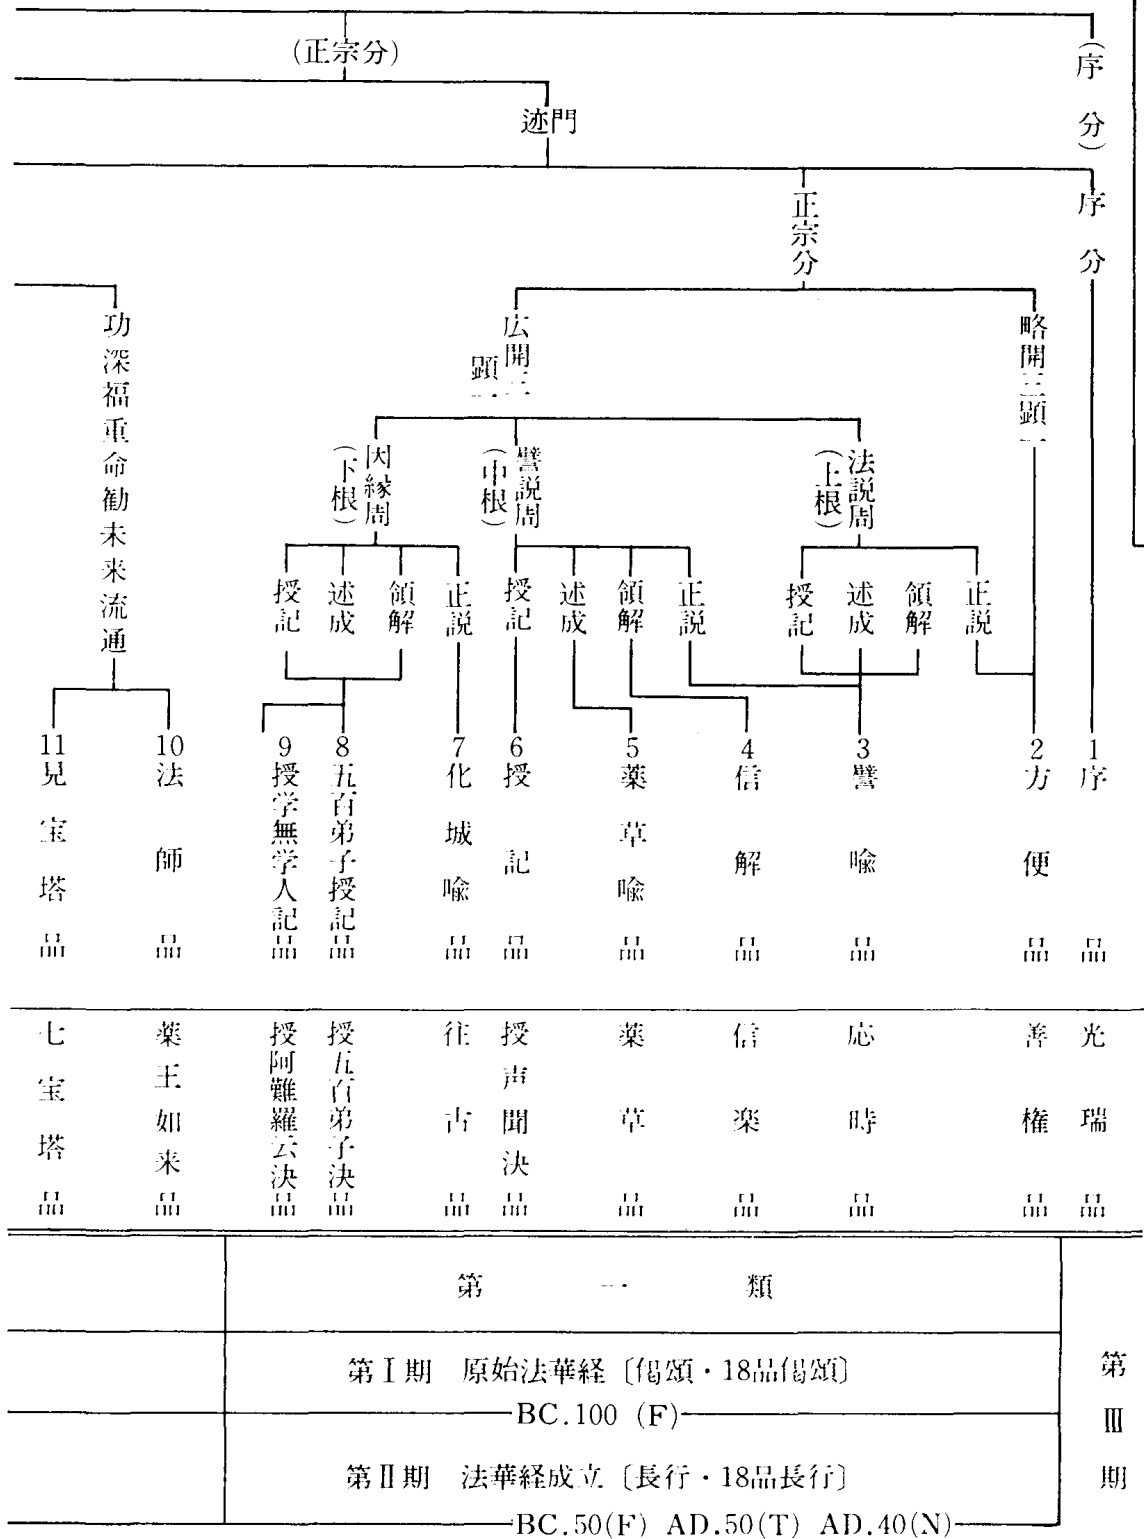 (正宗分)
(序分)
迹門
正宗分
序分
略開三顕一
広開三顕一
功深福重命勧未来流通
法説周(上根)
譬説周(中根)
因縁周(下根)
正説
領解
述成
授記
正説
領解
述成
授記
正説
領解
述成
授記
1序品
2方便品
3譬喩品
4信解品
5薬草喩品
6授記品
7化城喩品
8五百弟子授記品
9授学無学人記品
10法師品
11見宝塔品
光瑞品
善権品
応時品
信楽品
薬草品
授声聞決品
往古品
授五百弟子決品
授阿難羅云決品
薬王如来品
七宝塔品
第一類
第Ⅲ期
第Ⅰ期 原始法華経〔偈頌・18品偈頌〕
BC.100 (F)
第Ⅱ期 法華経成立〔長行・18品長行〕
BC.50(F) AD.50(T) AD.40(N)